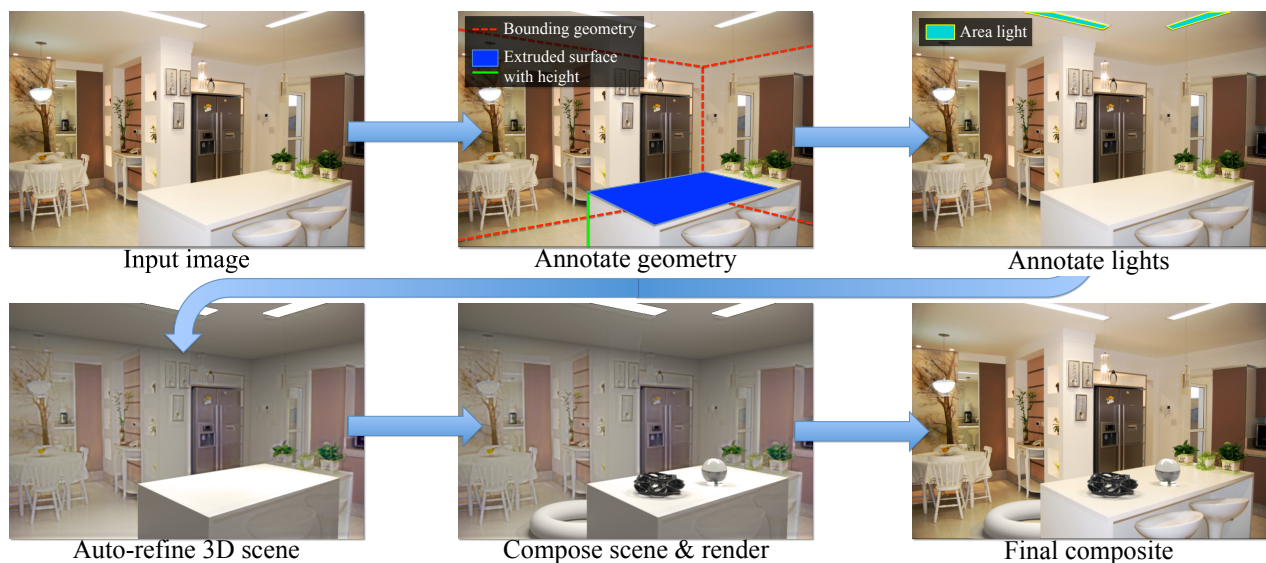 Bounding geometry
Extruded surface
with height
Area light
Input image
Annotate geometry
Annotate lights
Auto-refine 3D scene
Compose scene & render
Final composite